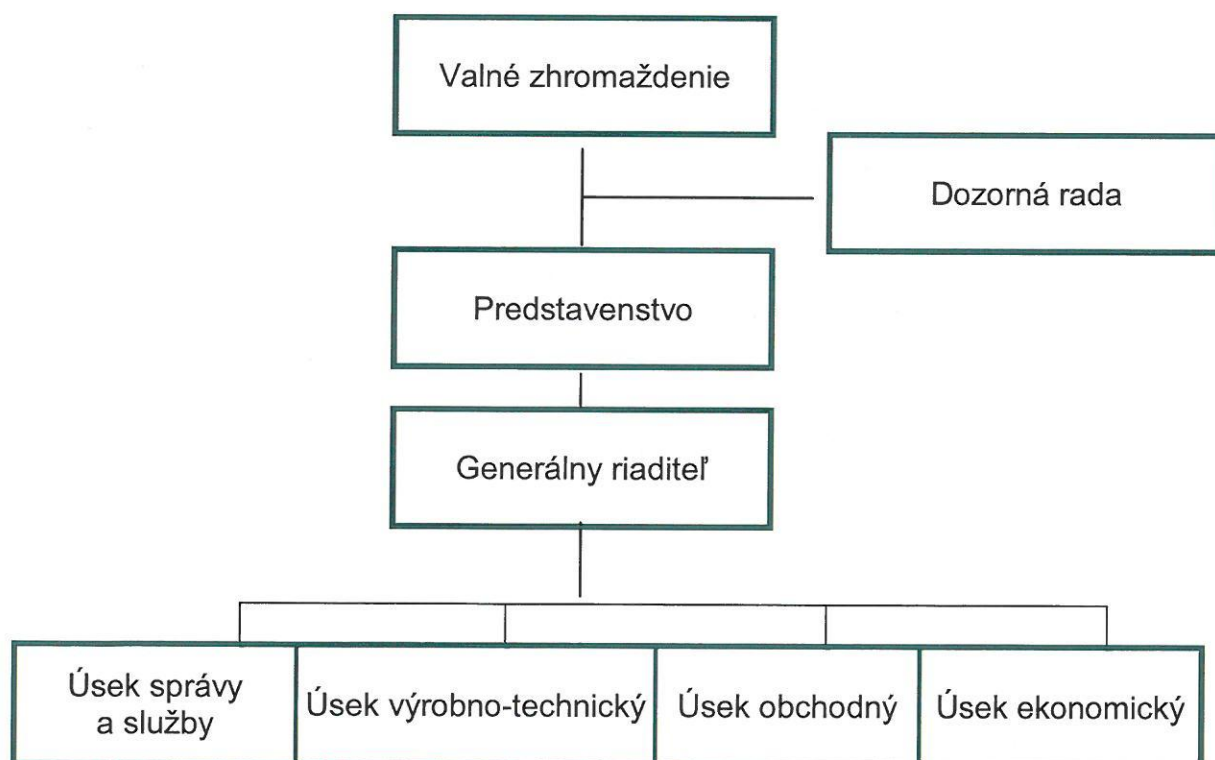 Valné zhromaždenie
Dozorná rada
Predstavenstvo
Generálny riaditeľ
Úsek správy
a služby
Úsek výrobno-technický
Úsek obchodný
Úsek ekonomický